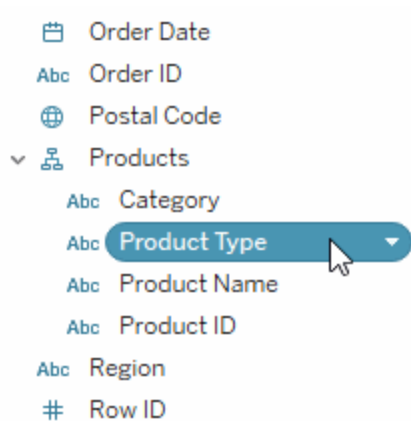 Order Date
Abc Order ID
Postal Code
Products
Abc Category
Abc Product Type
Abc Product Name
Abc Product ID
Abc Region
# Row ID